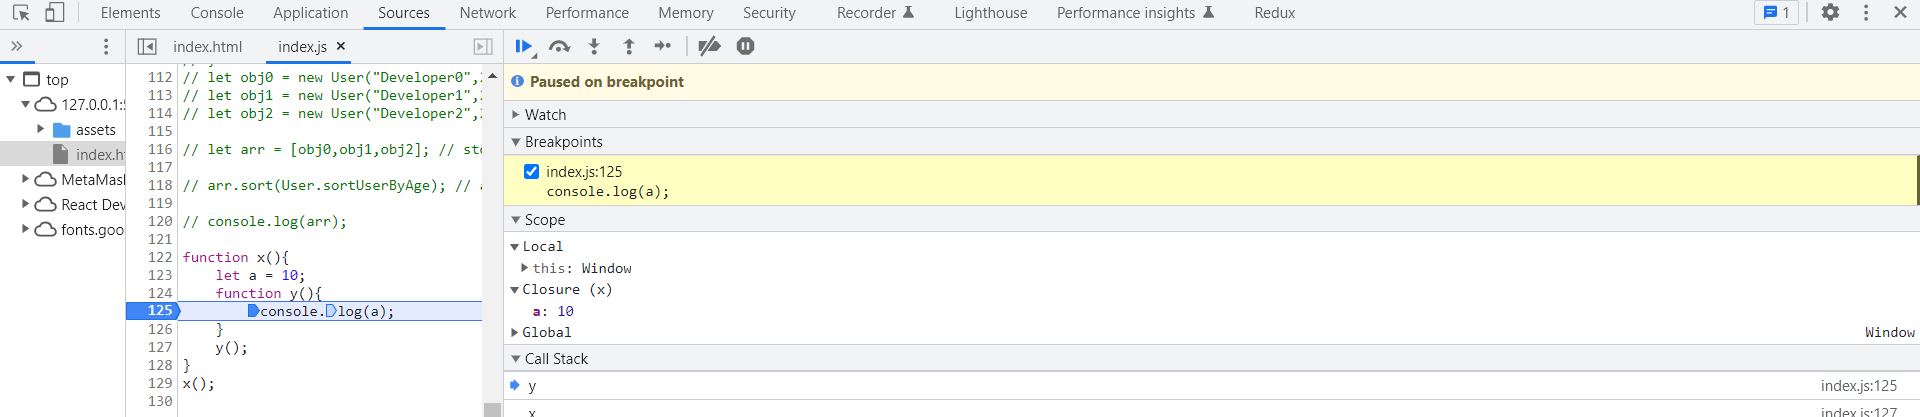 Elements Console Application Sources Network Performance Memory Security Recorder Lighthouse Performance insights Redux 1
index.html index.js ×
top
127.0.0.1:
assets
MetaMas
React Dev
fonts.goo
112 // let obj0 = new User("Developer0",
113 // let obj1 = new User("Developer1",
114 // let obj2 = new User("Developer2",
115
116 // let arr = [obj0,obj1,obj2]; //
117
118 // arr.sort(User.sortUserByAge); //
119
120 // console.log(arr);
121
122 function x(){
123 let a = 10;
124 function y(){
125 console.log(a);
126 }
127 y();
128 }
129 x();
130
Paused on breakpoint
Watch
Breakpoints
index.js:125
console.log(a);
Scope
Local
this: Window
Closure (x)
a: 10
Global Window
Call Stack
y index.js:125
x index.js:127